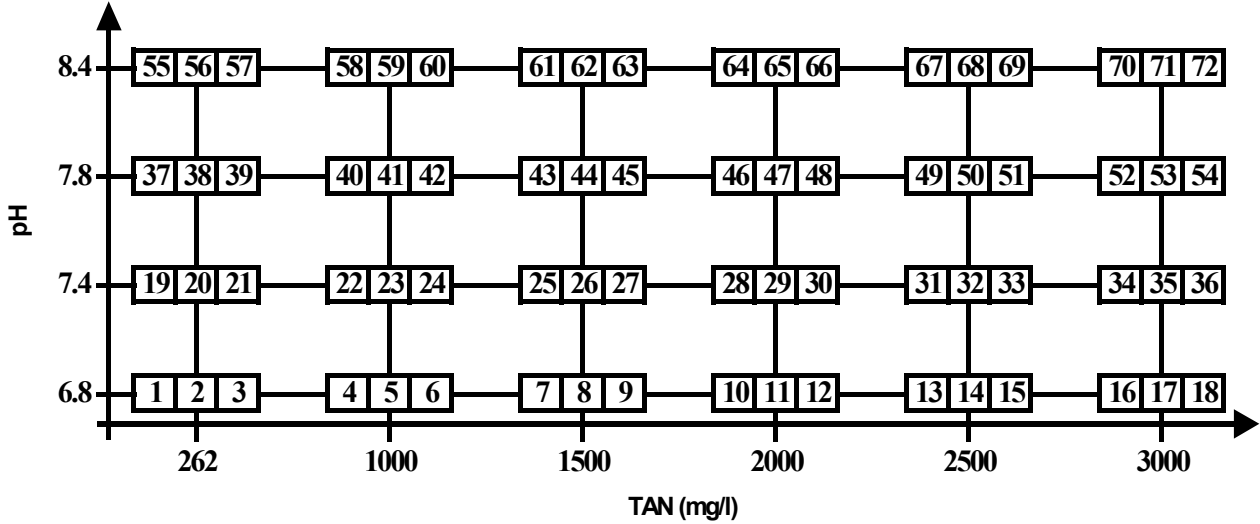 8.4 55 56 57 58 59 60 61 62 63 64 65 66 67 68 69 70 71 72
7.8 37 38 39 40 41 42 43 44 45 46 47 48 49 50 51 52 53 54
pH
7.4 19 20 21 22 23 24 25 26 27 28 29 30 31 32 33 34 35 36
6.8 1 2 3 4 5 6 7 8 9 10 11 12 13 14 15 16 17 18
262 1000 1500 2000 2500 3000
TAN (mg/l)